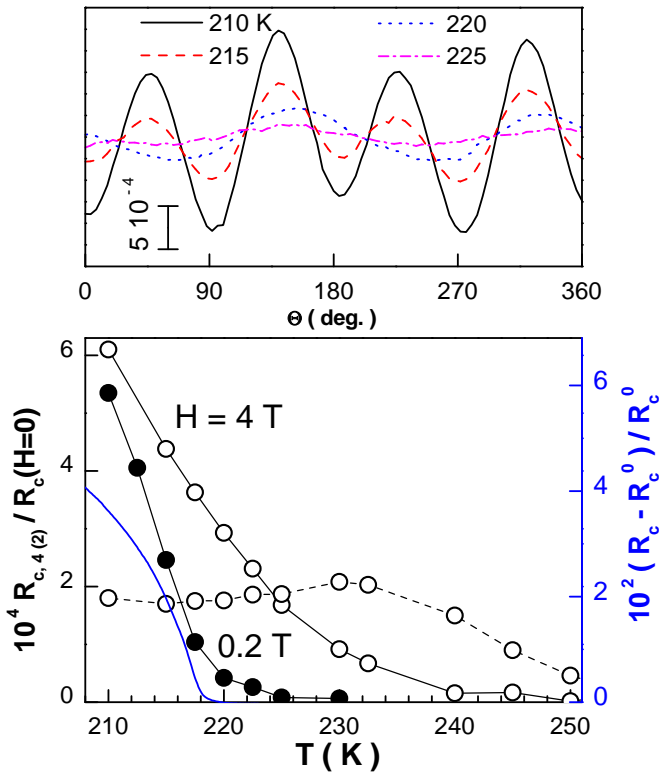 210 K
220
215
225
5 10⁻⁴
0 90 180 270 360
Θ ( deg. )
6
4
2
0
10⁴ R_c, 4 (2) / R_c(H=0)
H = 4 T
0.2 T
6
4
2
0
10² ( R_c - R_c⁰ ) / R_c⁰
210 220 230 240 250
T ( K )